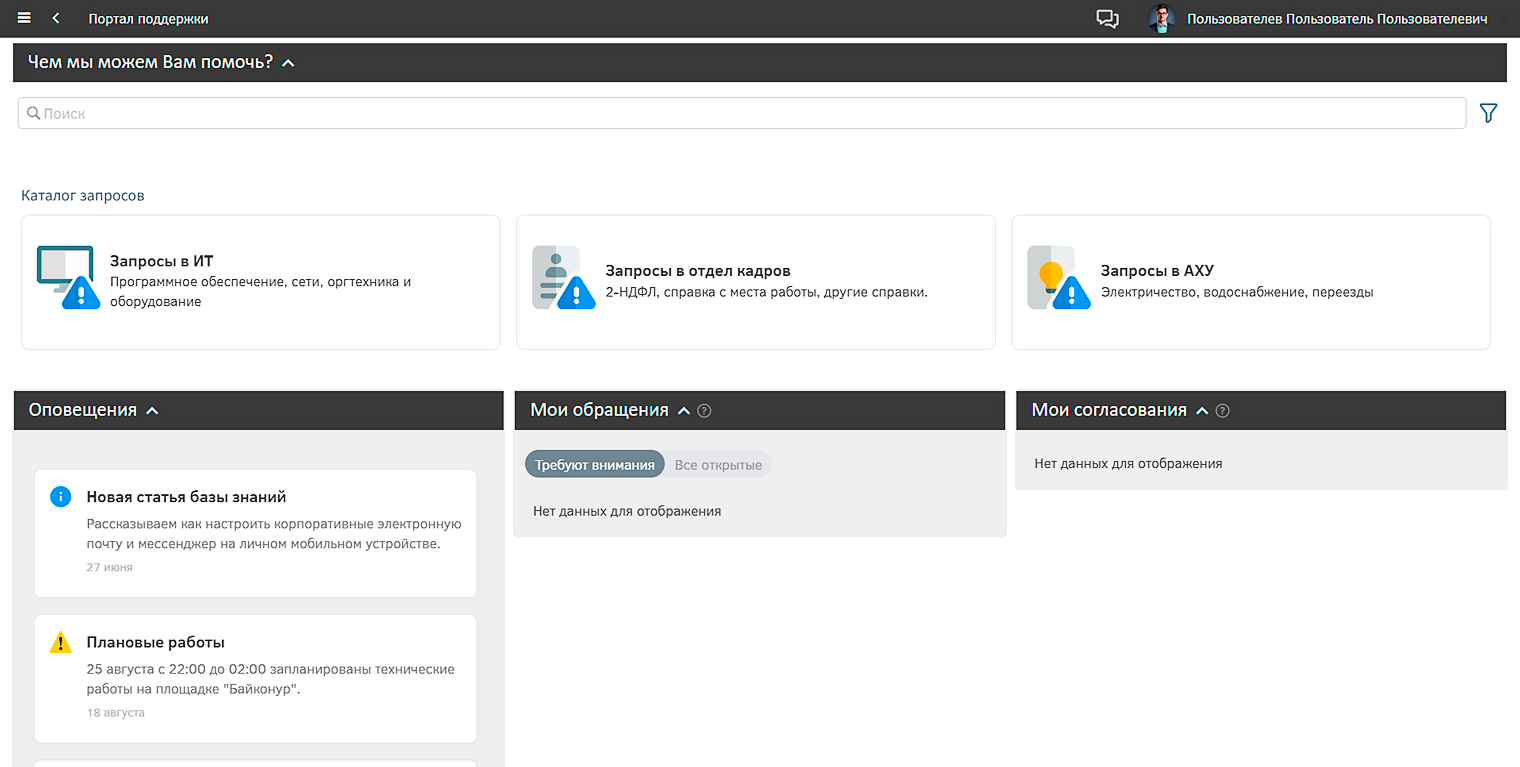 Портал поддержки
Пользователев Пользователь Пользователевич
Чем мы можем Вам помочь?
Поиск
Каталог запросов
Запросы в ИТ
Программное обеспечение, сети, оргтехника и
оборудование
Запросы в отдел кадров
2-НДФЛ, справка с места работы, другие справки.
Запросы в АХУ
Электричество, водоснабжение, переезды
Оповещения
Новая статья базы знаний
Рассказываем как настроить корпоративные электронную
почту и мессенджер на личном мобильном устройстве.
27 июня
Плановые работы
25 августа с 22:00 до 02:00 запланированы технические
работы на площадке "Байконур".
18 августа
Мои обращения
Требуют внимания
Все открытые
Нет данных для отображения
Мои согласования
Нет данных для отображения